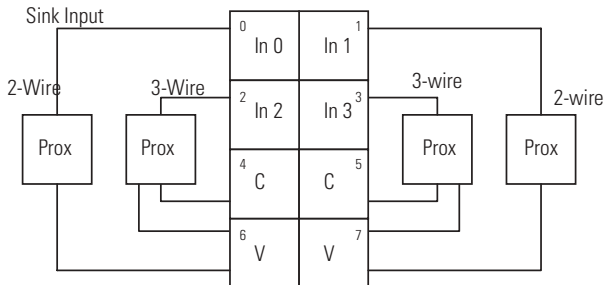 Sink Input
0 1
In 0 In 1
2-Wire 3-Wire 3-wire 2-wire
2 3
In 2 In 3
Prox Prox Prox Prox
4 5
C C
6 7
V V